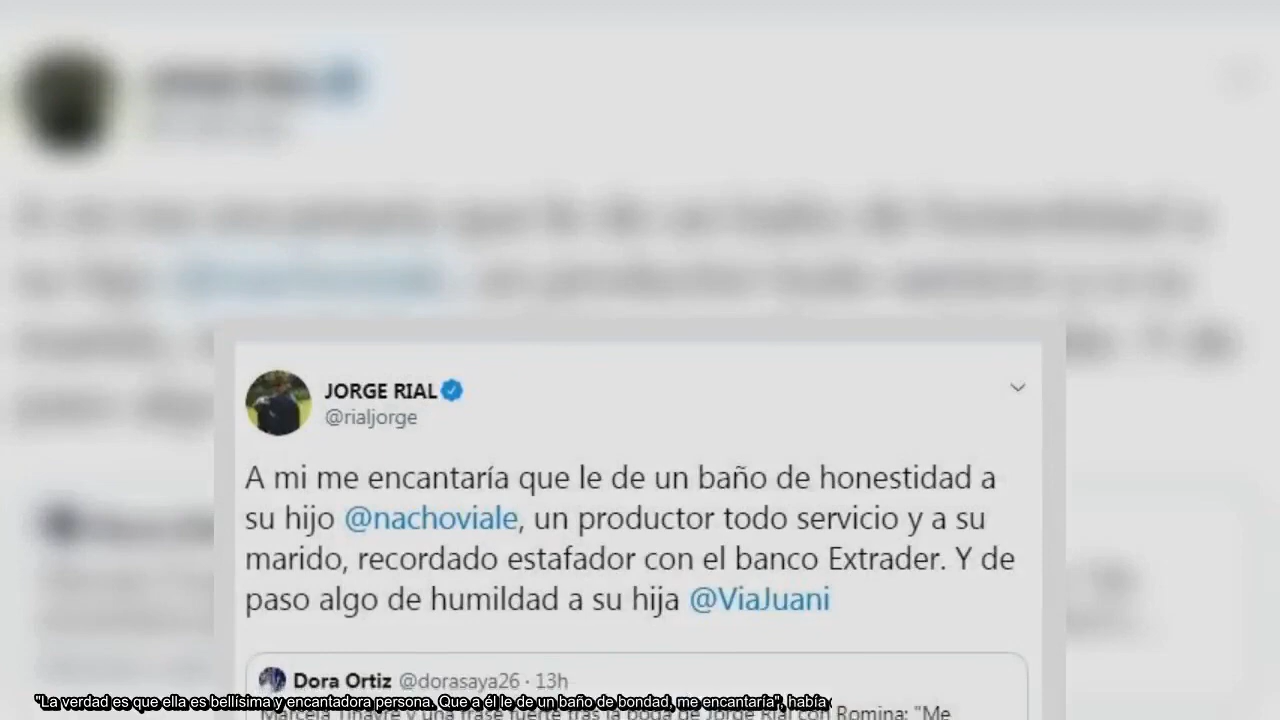 JORGE RIAL
@rialjorge
A mi me encantaría que le de un baño de honestidad a
su hijo @nachoviale, un productor todo servicio y a su
marido, recordado estafador con el banco Extrader. Y de
paso algo de humildad a su hija @ViaJuani
Dora Ortiz @dorasaya26 · 13h
"La verdad es que ella es bellísima y encantadora persona. Que a él le de un baño de bondad, me encantaría", había
Marcela Tinayre y una frase fuerte tras la boda de Jorge Rial con Romina: "Me